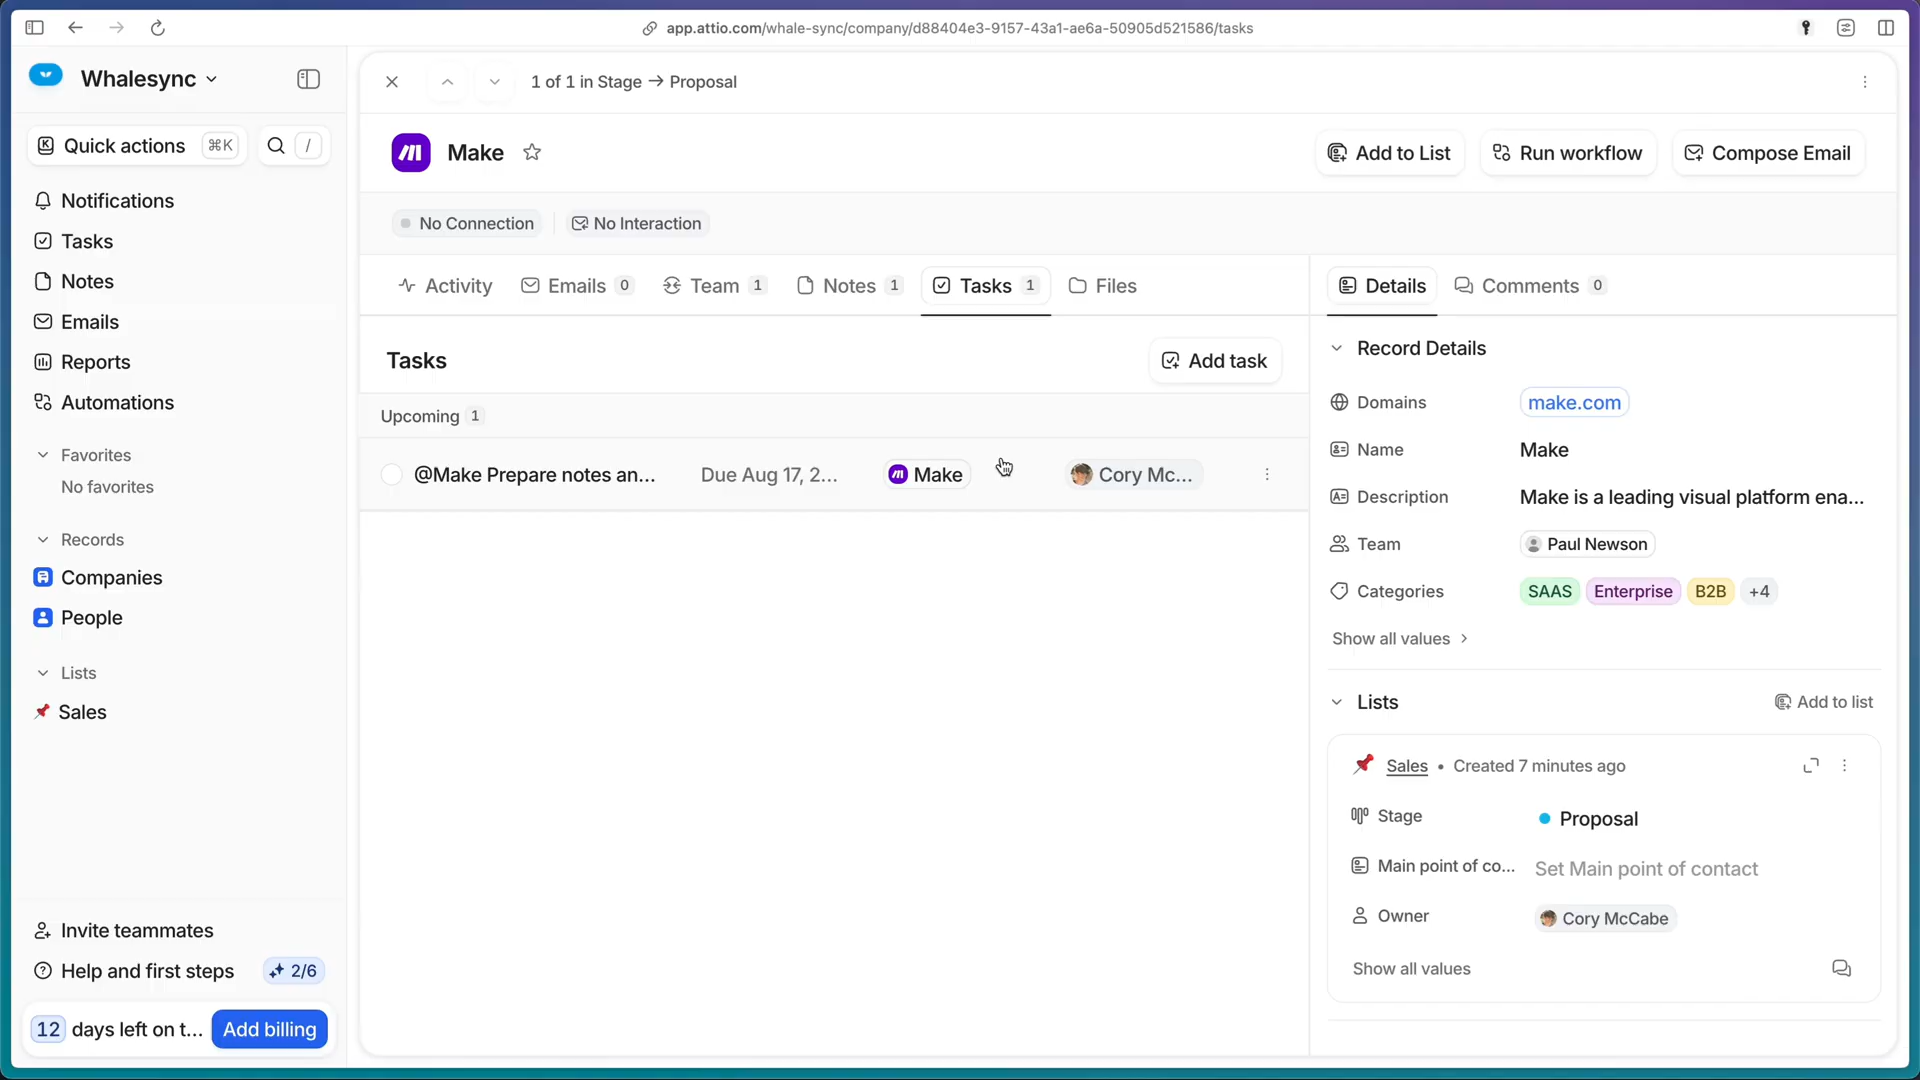 app.attio.com/whale-sync/company/d88404e3-9157-43a1-ae6a-50905d521586/tasks
Whalesync
Quick actions ⌘K /
Notifications
Tasks
Notes
Emails
Reports
Automations
Favorites
No favorites
Records
Companies
People
Lists
Sales
Invite teammates
Help and first steps 2/6
12 days left on t... Add billing
1 of 1 in Stage → Proposal
Make
Add to List Run workflow Compose Email
No Connection No Interaction
Activity Emails 0 Team 1 Notes 1 Tasks 1 Files
Tasks Add task
Upcoming 1
@Make Prepare notes an... Due Aug 17, 2... Make Cory Mc...
Details Comments 0
Record Details
Domains make.com
Name Make
Description Make is a leading visual platform ena...
Team Paul Newson
Categories SAAS Enterprise B2B +4
Show all values
Lists Add to list
Sales • Created 7 minutes ago
Stage Proposal
Main point of co... Set Main point of contact
Owner Cory McCabe
Show all values